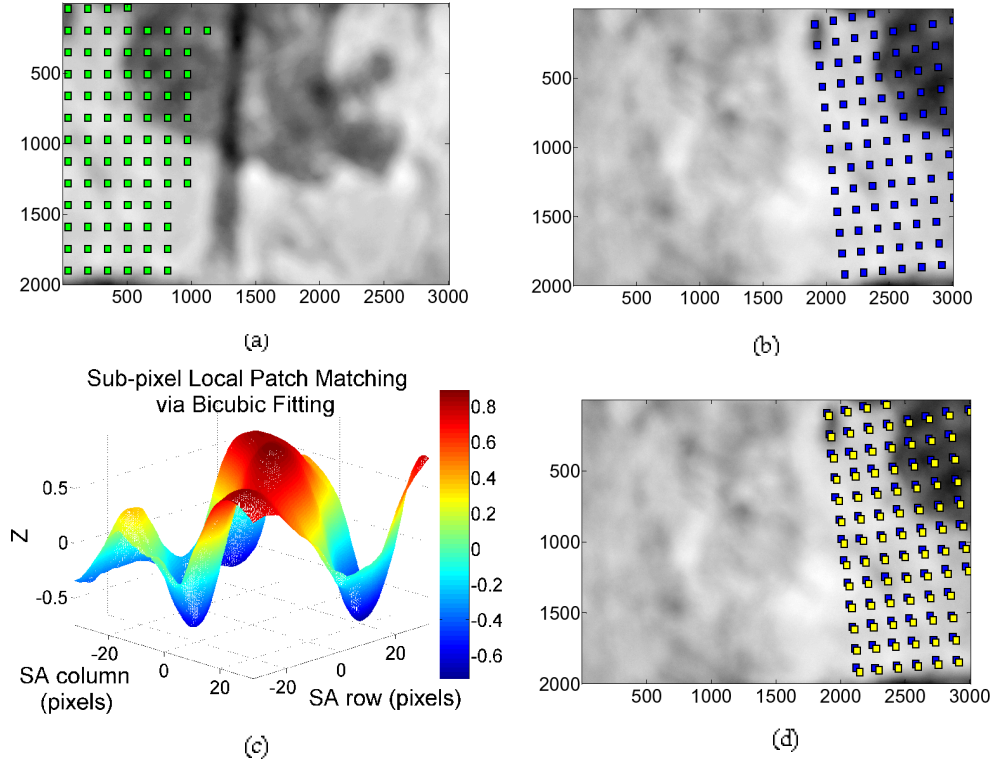 500
1000
1500
2000
500 1000 1500 2000 2500 3000
(a)
500
1000
1500
2000
500 1000 1500 2000 2500 3000
(b)
Sub-pixel Local Patch Matching
via Bicubic Fitting
0.5
0
-0.5
Z
-20
0
20
SA column
(pixels)
-20
0
20
SA row (pixels)
0.8
0.6
0.4
0.2
0
-0.2
-0.4
-0.6
(c)
500
1000
1500
2000
500 1000 1500 2000 2500 3000
(d)